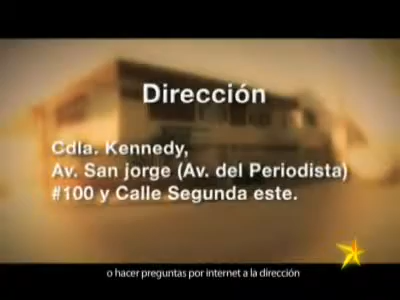 Dirección
Cdla. Kennedy,
Av. San jorge (Av. del Periodista)
#100 y Calle Segunda este.
o hacer preguntas por internet a la dirección